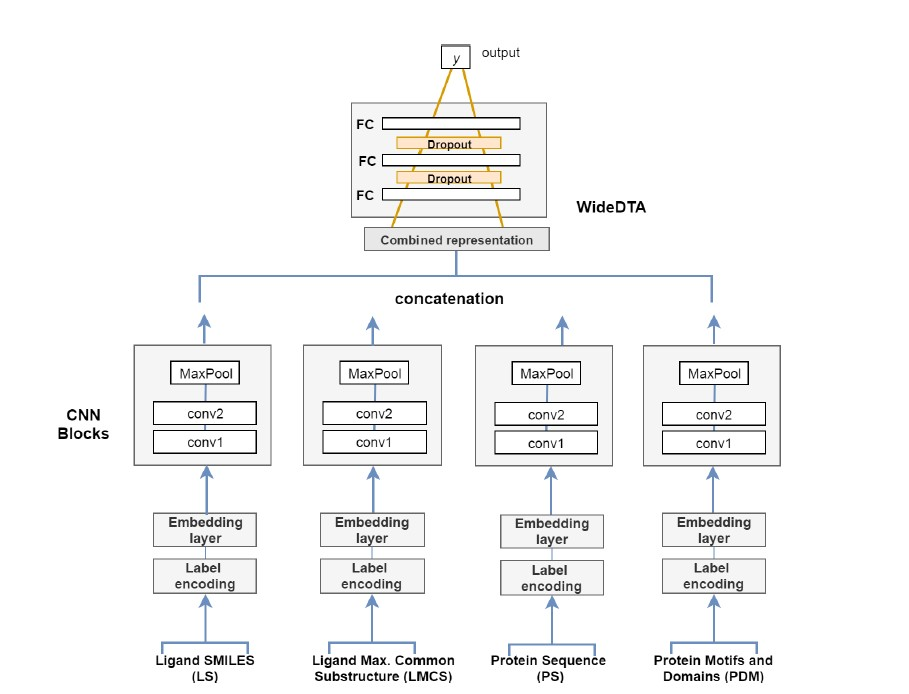 y output
FC
Dropout
FC
Dropout
FC
WideDTA
Combined representation
concatenation
MaxPool MaxPool MaxPool MaxPool
CNN
Blocks
conv2 conv2 conv2 conv2
conv1 conv1 conv1 conv1
Embedding
layer
Embedding
layer
Embedding
layer
Embedding
layer
Label
encoding
Label
encoding
Label
encoding
Label
encoding
Ligand SMILES
(LS)
Ligand Max. Common
Substructure (LMCS)
Protein Sequence
(PS)
Protein Motifs and
Domains (PDM)